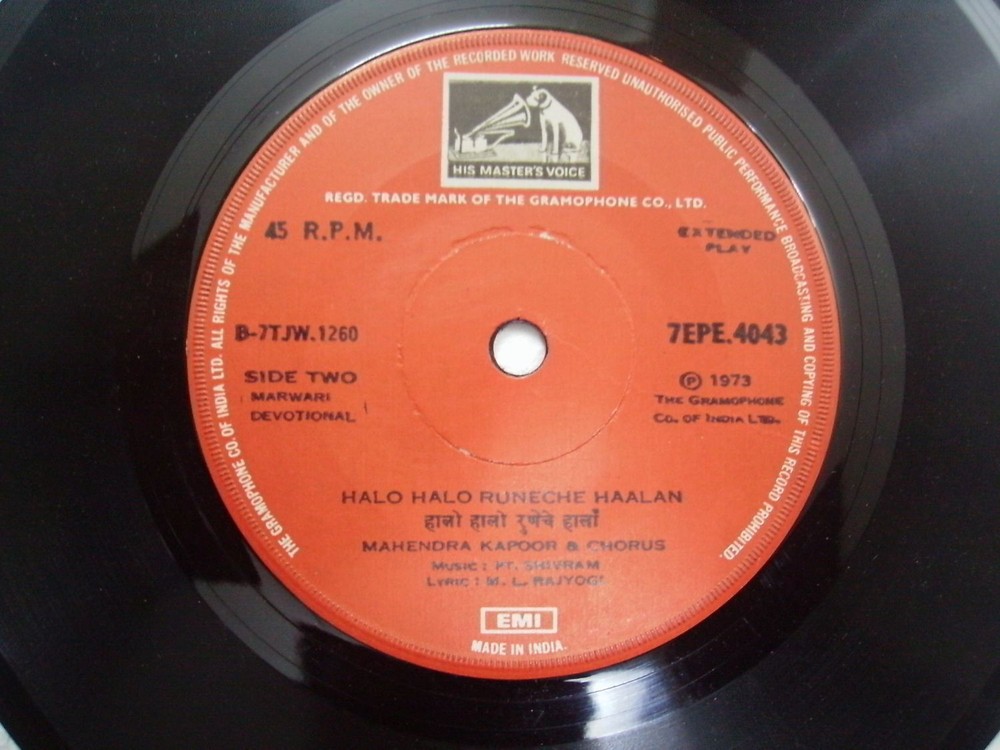 THE GRAMOPHONE CO. OF INDIA LTD. ALL RIGHTS OF THE MANUFACTURER AND OF THE OWNER OF THE RECORDED WORK RESERVED UNAUTHORISED PUBLIC PERFORMANCE BROADCASTING AND COPYING OF THIS RECORD PROHIBITED.
HIS MASTER'S VOICE
REGD. TRADE MARK OF THE GRAMOPHONE CO., LTD.
45 R.P.M.
EXTENDED
PLAY
B-7TJW.1260
7EPE.4043
SIDE TWO
MARWARI
DEVOTIONAL
Ⓟ 1973
THE GRAMOPHONE
CO. OF INDIA LTD.
HALO HALO RUNECHE HAALAN
हालो हालो रुणेचे हालाँ
MAHENDRA KAPOOR & CHORUS
MUSIC : PT. SHIVRAM
LYRIC : M. L. RAJYOGI
EMI
MADE IN INDIA.